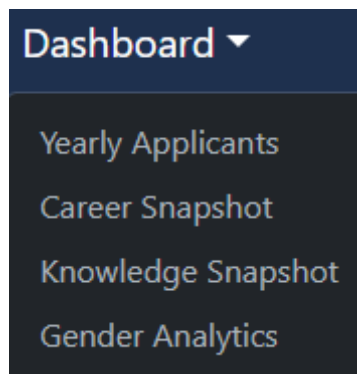 Dashboard
Yearly Applicants
Career Snapshot
Knowledge Snapshot
Gender Analytics